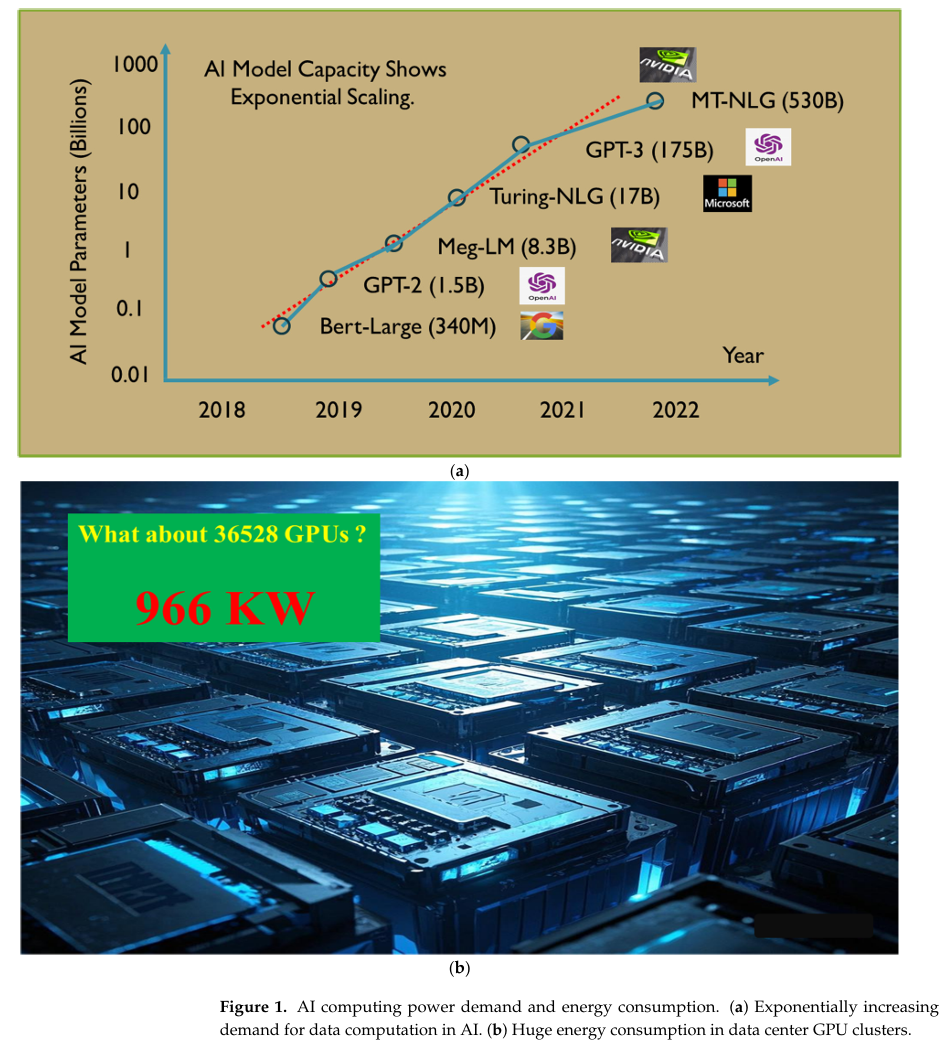 1000
100
10
1
0.1
0.01
AI Model Parameters (Billions)
AI Model Capacity Shows
Exponential Scaling.
NVIDIA
MT-NLG (530B)
GPT-3 (175B)
OpenAI
Turing-NLG (17B)
Microsoft
Meg-LM (8.3B)
NVIDIA
GPT-2 (1.5B)
OpenAI
Bert-Large (340M)
Year
2018 2019 2020 2021 2022
(a)
What about 36528 GPUs ?
966 KW
(b)
Figure 1. AI computing power demand and energy consumption. (a) Exponentially increasing
demand for data computation in AI. (b) Huge energy consumption in data center GPU clusters.